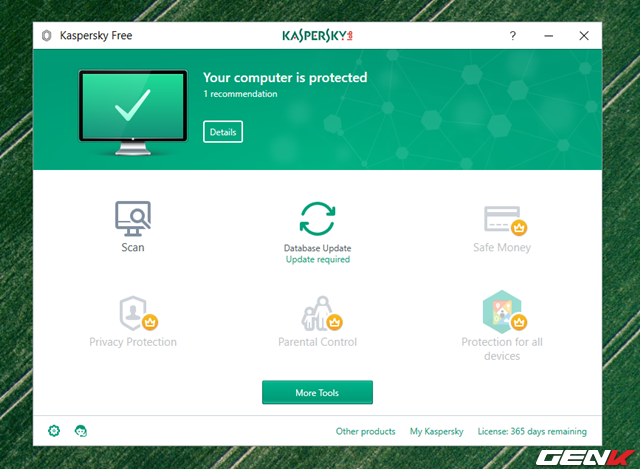 Kaspersky Free
KASPERSKY lab
?
Your computer is protected
1 recommendation
Details
Scan
Database Update
Update required
Safe Money
Privacy Protection
Parental Control
Protection for all
devices
More Tools
Other products
My Kaspersky
License: 365 days remaining
GENK